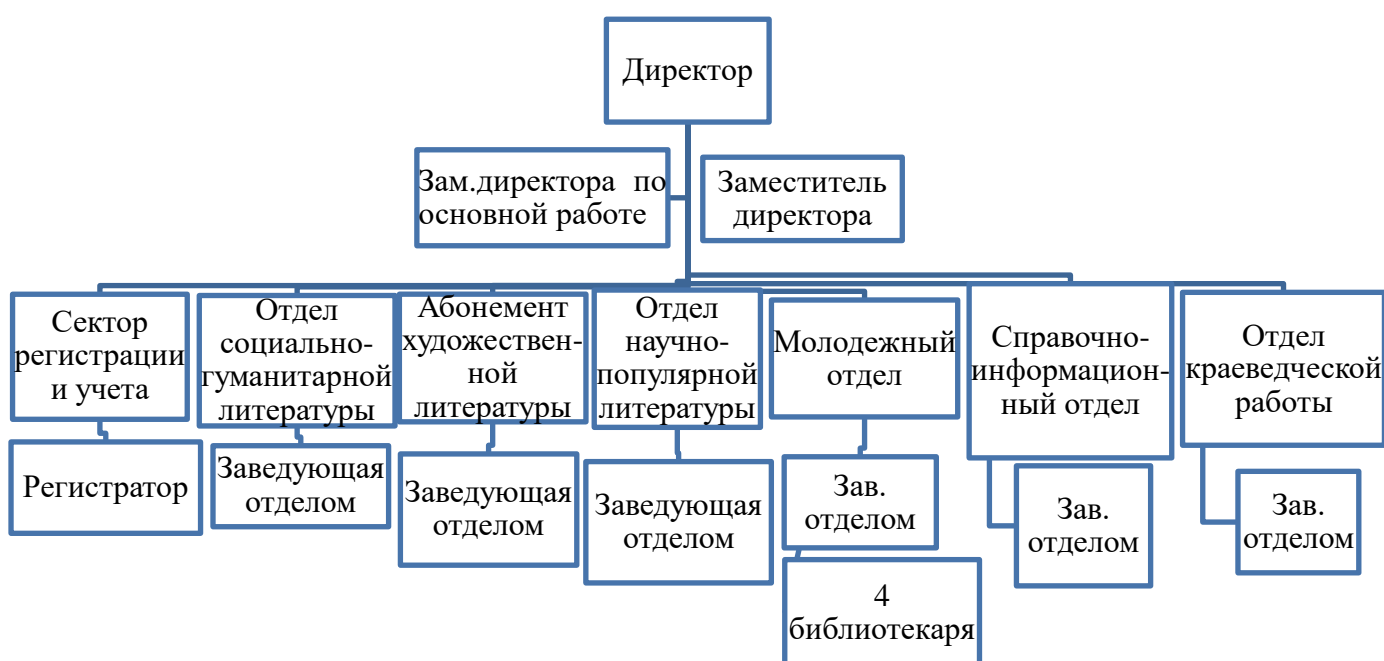 Директор
Зам.директора по
основной работе
Заместитель
директора
Сектор
регистрации
и учета
Отдел
социально-
гуманитарной
литературы
Абонемент
художествен-
ной
литературы
Отдел
научно-
популярной
литературы
Молодежный
отдел
Справочно-
информацион-
ный отдел
Отдел
краеведческой
работы
Регистратор
Заведующая
отделом
Заведующая
отделом
Заведующая
отделом
Зав.
отделом
Зав.
отделом
Зав.
отделом
4
библиотекаря